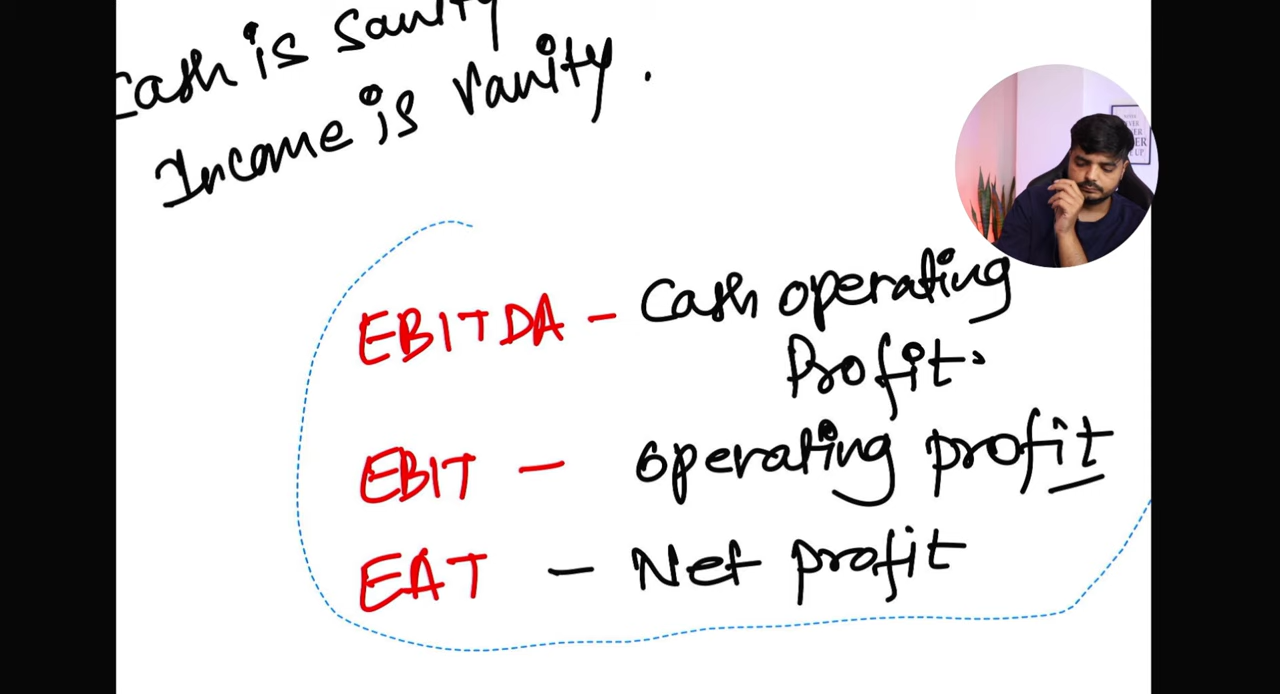 Cash is sanity
Income is vanity.
EBITDA - Cash operating
Profit.
EBIT - operating profit
EAT - Net profit